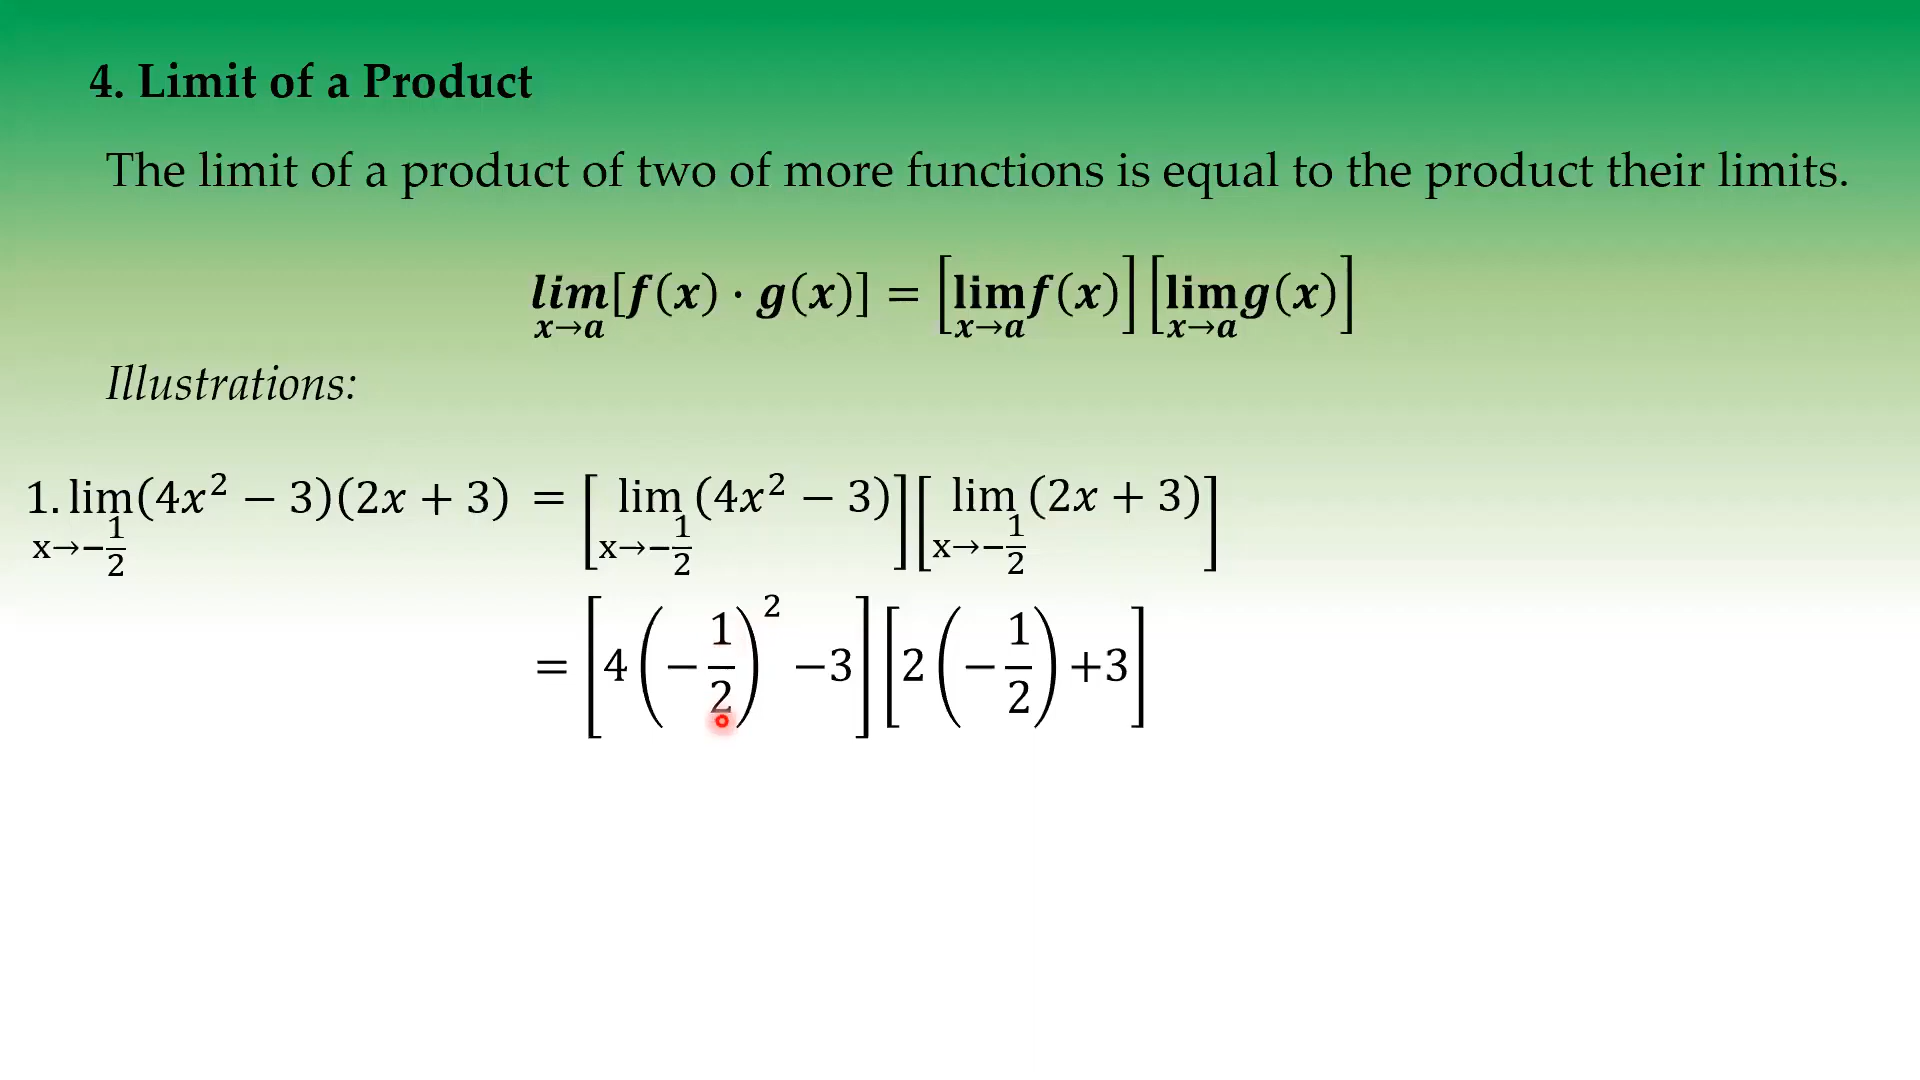 4. Limit of a Product
The limit of a product of two of more functions is equal to the product their limits.
lim x→a [f(x) · g(x)] = [lim x→a f(x)] [lim x→a g(x)]
Illustrations:
1. lim x→−1/2 (4x² − 3)(2x + 3) = [lim x→−1/2 (4x² − 3)] [lim x→−1/2 (2x + 3)]
= [4(−1/2)² −3] [2(−1/2) +3]